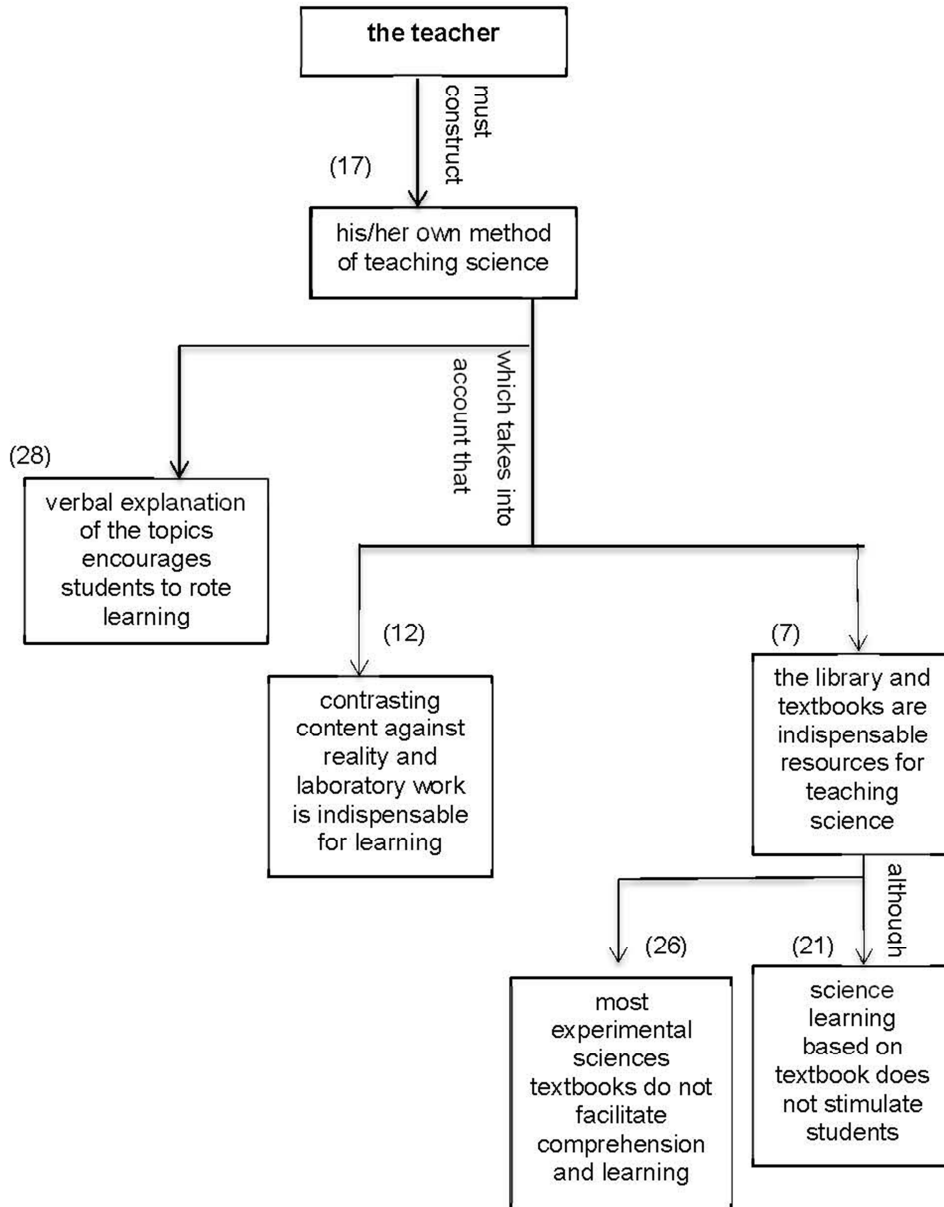 the teacher
must
construct
(17)
his/her own method
of teaching science
which takes into
account that
(28)
verbal explanation
of the topics
encourages
students to rote
learning
(12)
contrasting
content against
reality and
laboratory work
is indispensable
for learning
(7)
the library and
textbooks are
indispensable
resources for
teaching
science
although
(26)
most
experimental
sciences
textbooks do not
facilitate
comprehension
and learning
(21)
science
learning
based on
textbook does
not stimulate
students